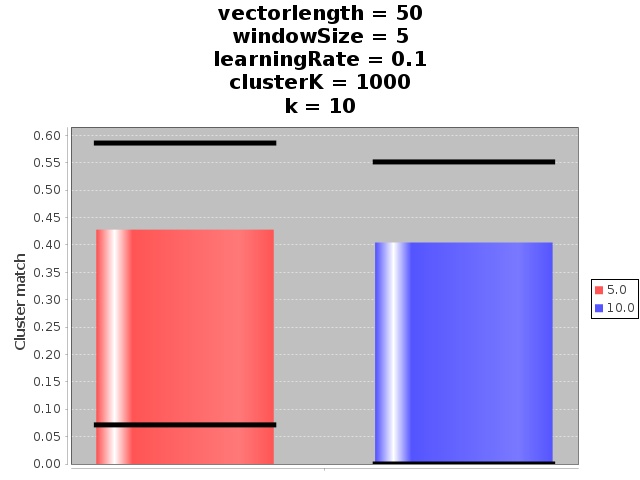 vectorlength = 50
windowSize = 5
learningRate = 0.1
clusterK = 1000
k = 10
0.60
0.55
0.50
0.45
0.40
0.35
0.30
0.25
0.20
0.15
0.10
0.05
0.00
Cluster match
5.0
10.0